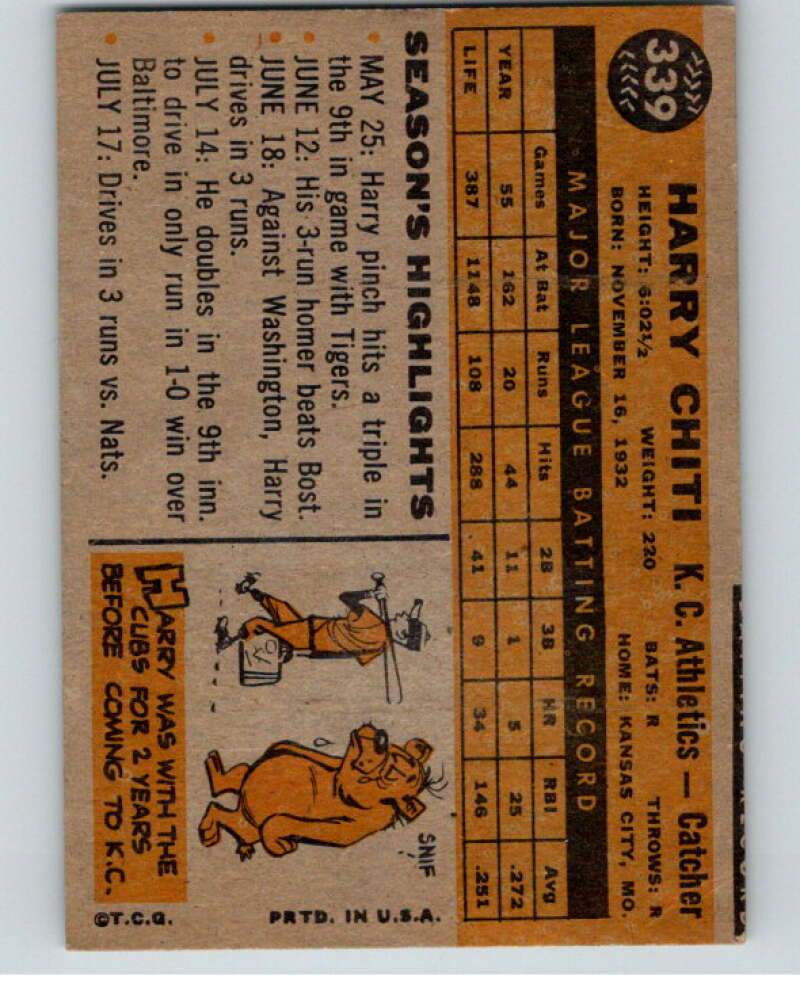 339
HARRY CHITI K. C. Athletics — Catcher
HEIGHT: 6:02½ WEIGHT: 220 BATS: R THROWS: R
BORN: NOVEMBER 16, 1932 HOME: KANSAS CITY, MO.
MAJOR LEAGUE BATTING RECORD
Games At Bat Runs Hits 2B 3B HR RBI Avg
YEAR 55 162 20 44 11 1 5 25 .272
LIFE 387 1148 108 288 41 9 34 146 .251
SEASON'S HIGHLIGHTS
• MAY 25: Harry pinch hits a triple in
the 9th in game with Tigers.
• JUNE 12: His 3-run homer beats Bost.
• JUNE 18: Against Washington, Harry
drives in 3 runs.
• JULY 14: He doubles in the 9th inn.
to drive in only run in 1-0 win over
Baltimore.
• JULY 17: Drives in 3 runs vs. Nats.
SNIF
HARRY WAS WITH THE
CUBS FOR 2 YEARS
BEFORE COMING TO K.C.
©T.C.G. PRTD. IN U.S.A.